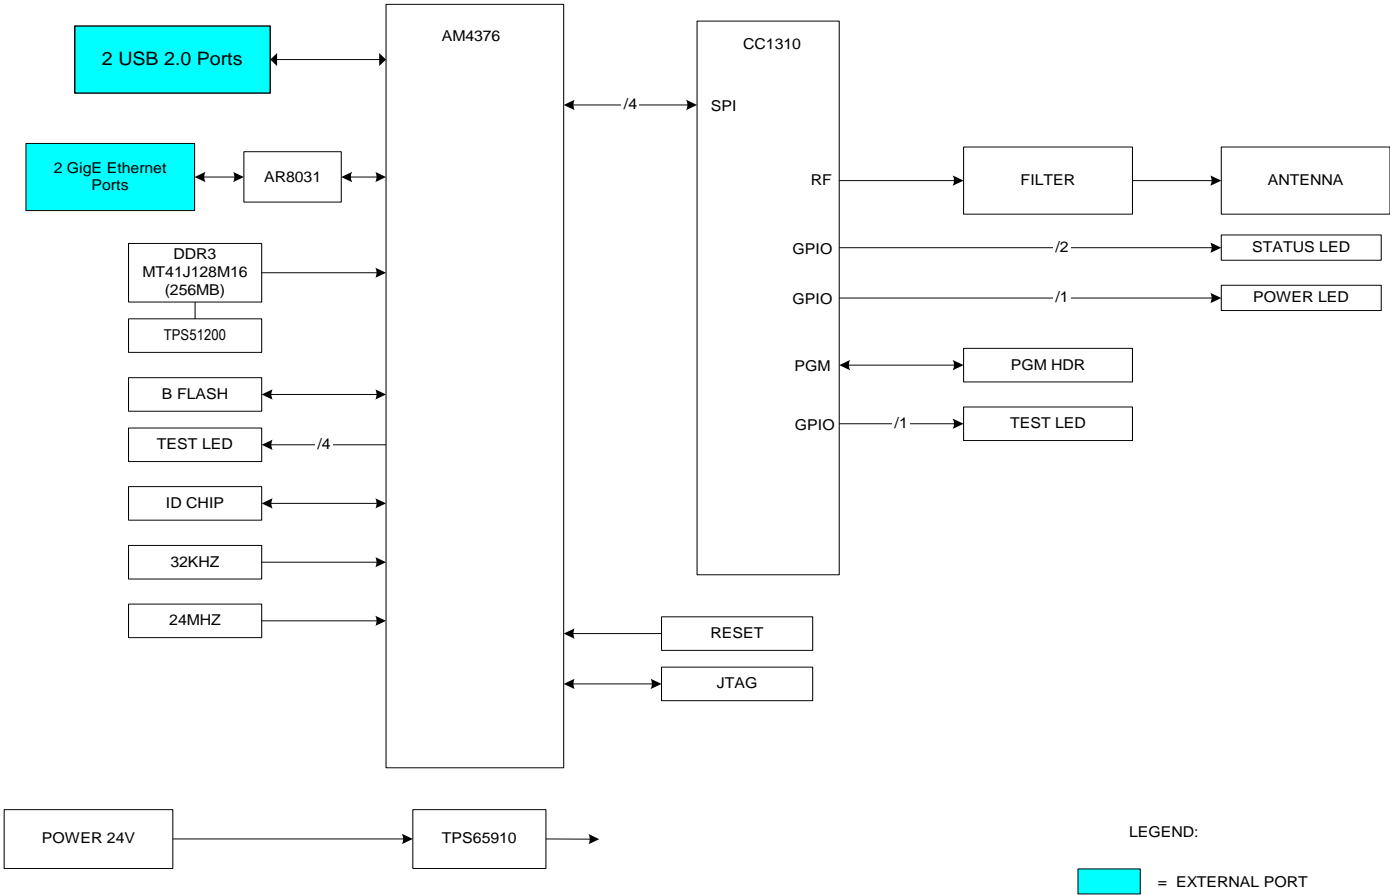 AM4376
CC1310
2 USB 2.0 Ports
/4
SPI
2 GigE Ethernet
Ports
AR8031
RF
FILTER
ANTENNA
DDR3
MT41J128M16
(256MB)
TPS51200
GPIO
/2
STATUS LED
GPIO
/1
POWER LED
PGM
PGM HDR
B FLASH
GPIO
/1
TEST LED
TEST LED
/4
ID CHIP
32KHZ
24MHZ
RESET
JTAG
POWER 24V
TPS65910
LEGEND:
= EXTERNAL PORT